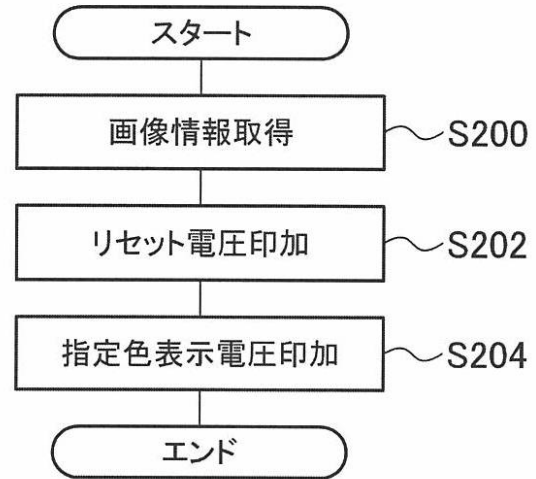 スタート
画像情報取得
S200
リセット電圧印加
S202
指定色表示電圧印加
S204
エンド